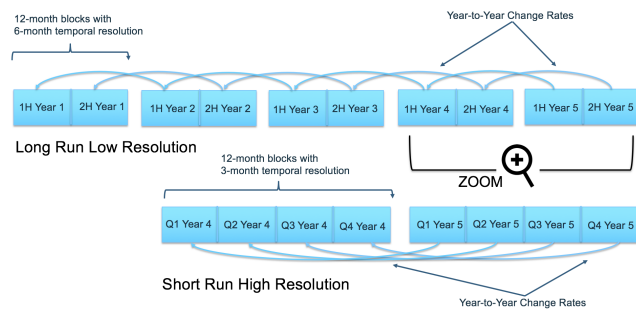 12-month blocks with
6-month temporal resolution
Year-to-Year Change Rates
1H Year 1 2H Year 1 1H Year 2 2H Year 2 1H Year 3 2H Year 3 1H Year 4 2H Year 4 1H Year 5 2H Year 5
Long Run Low Resolution
12-month blocks with
3-month temporal resolution
ZOOM
Q1 Year 4 Q2 Year 4 Q3 Year 4 Q4 Year 4 Q1 Year 5 Q2 Year 5 Q3 Year 5 Q4 Year 5
Short Run High Resolution
Year-to-Year Change Rates